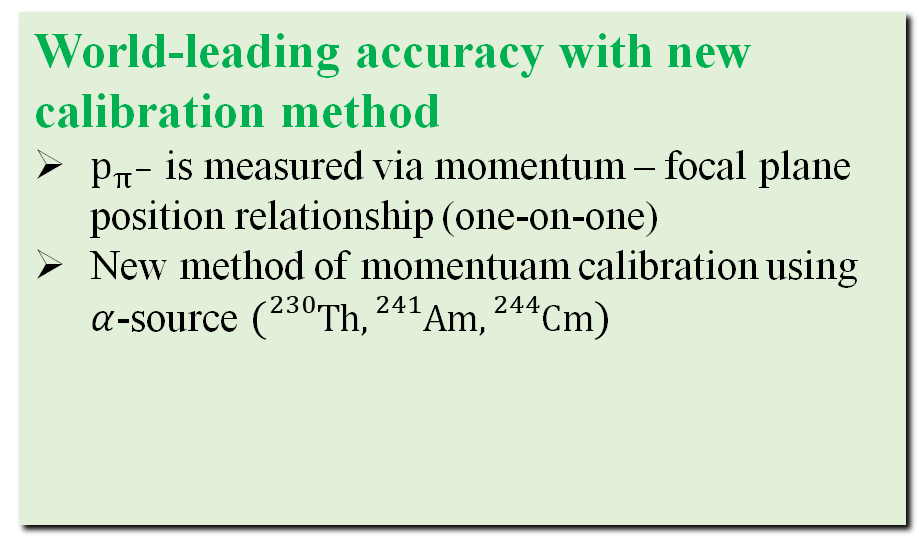 World-leading accuracy with new
calibration method
➢ pπ− is measured via momentum – focal plane
position relationship (one-on-one)
➢ New method of momentuam calibration using
α-source (²³⁰Th, ²⁴¹Am, ²⁴⁴Cm)